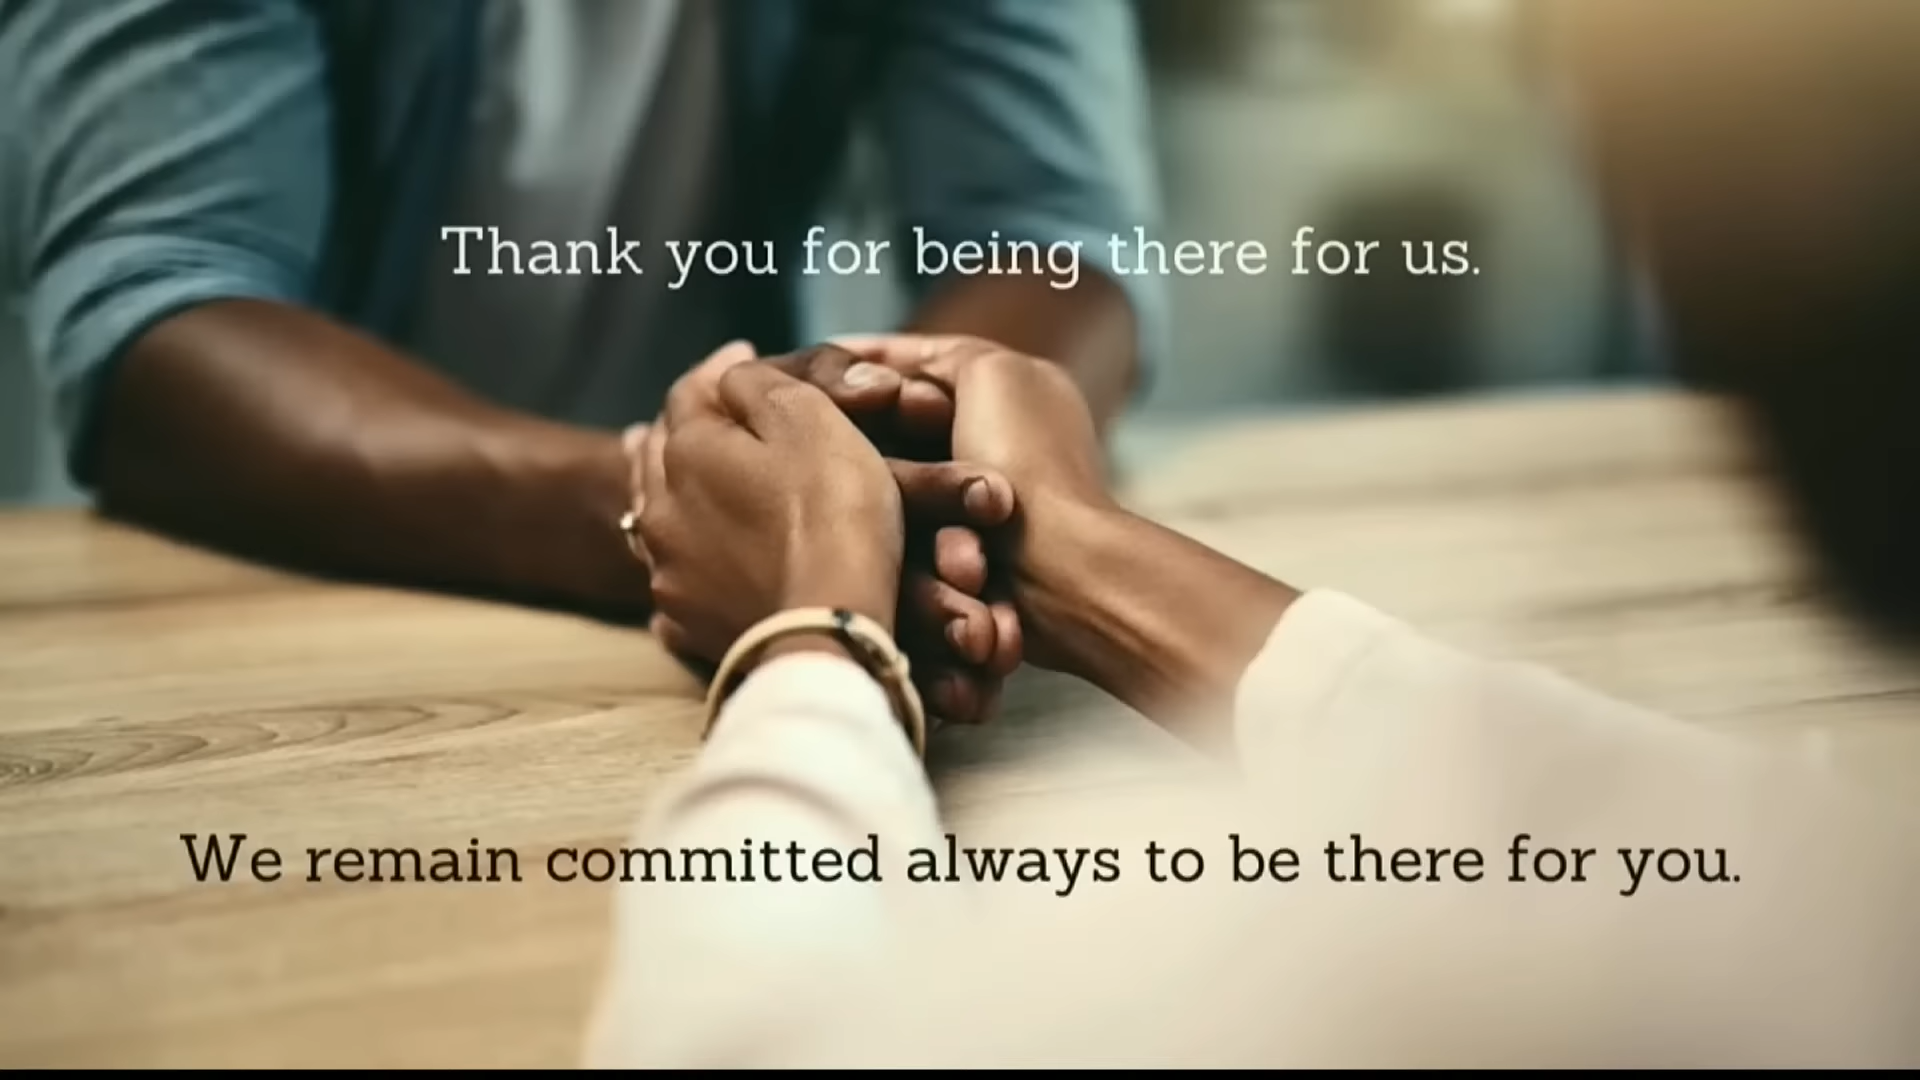 Thank you for being there for us.
We remain committed always to be there for you.